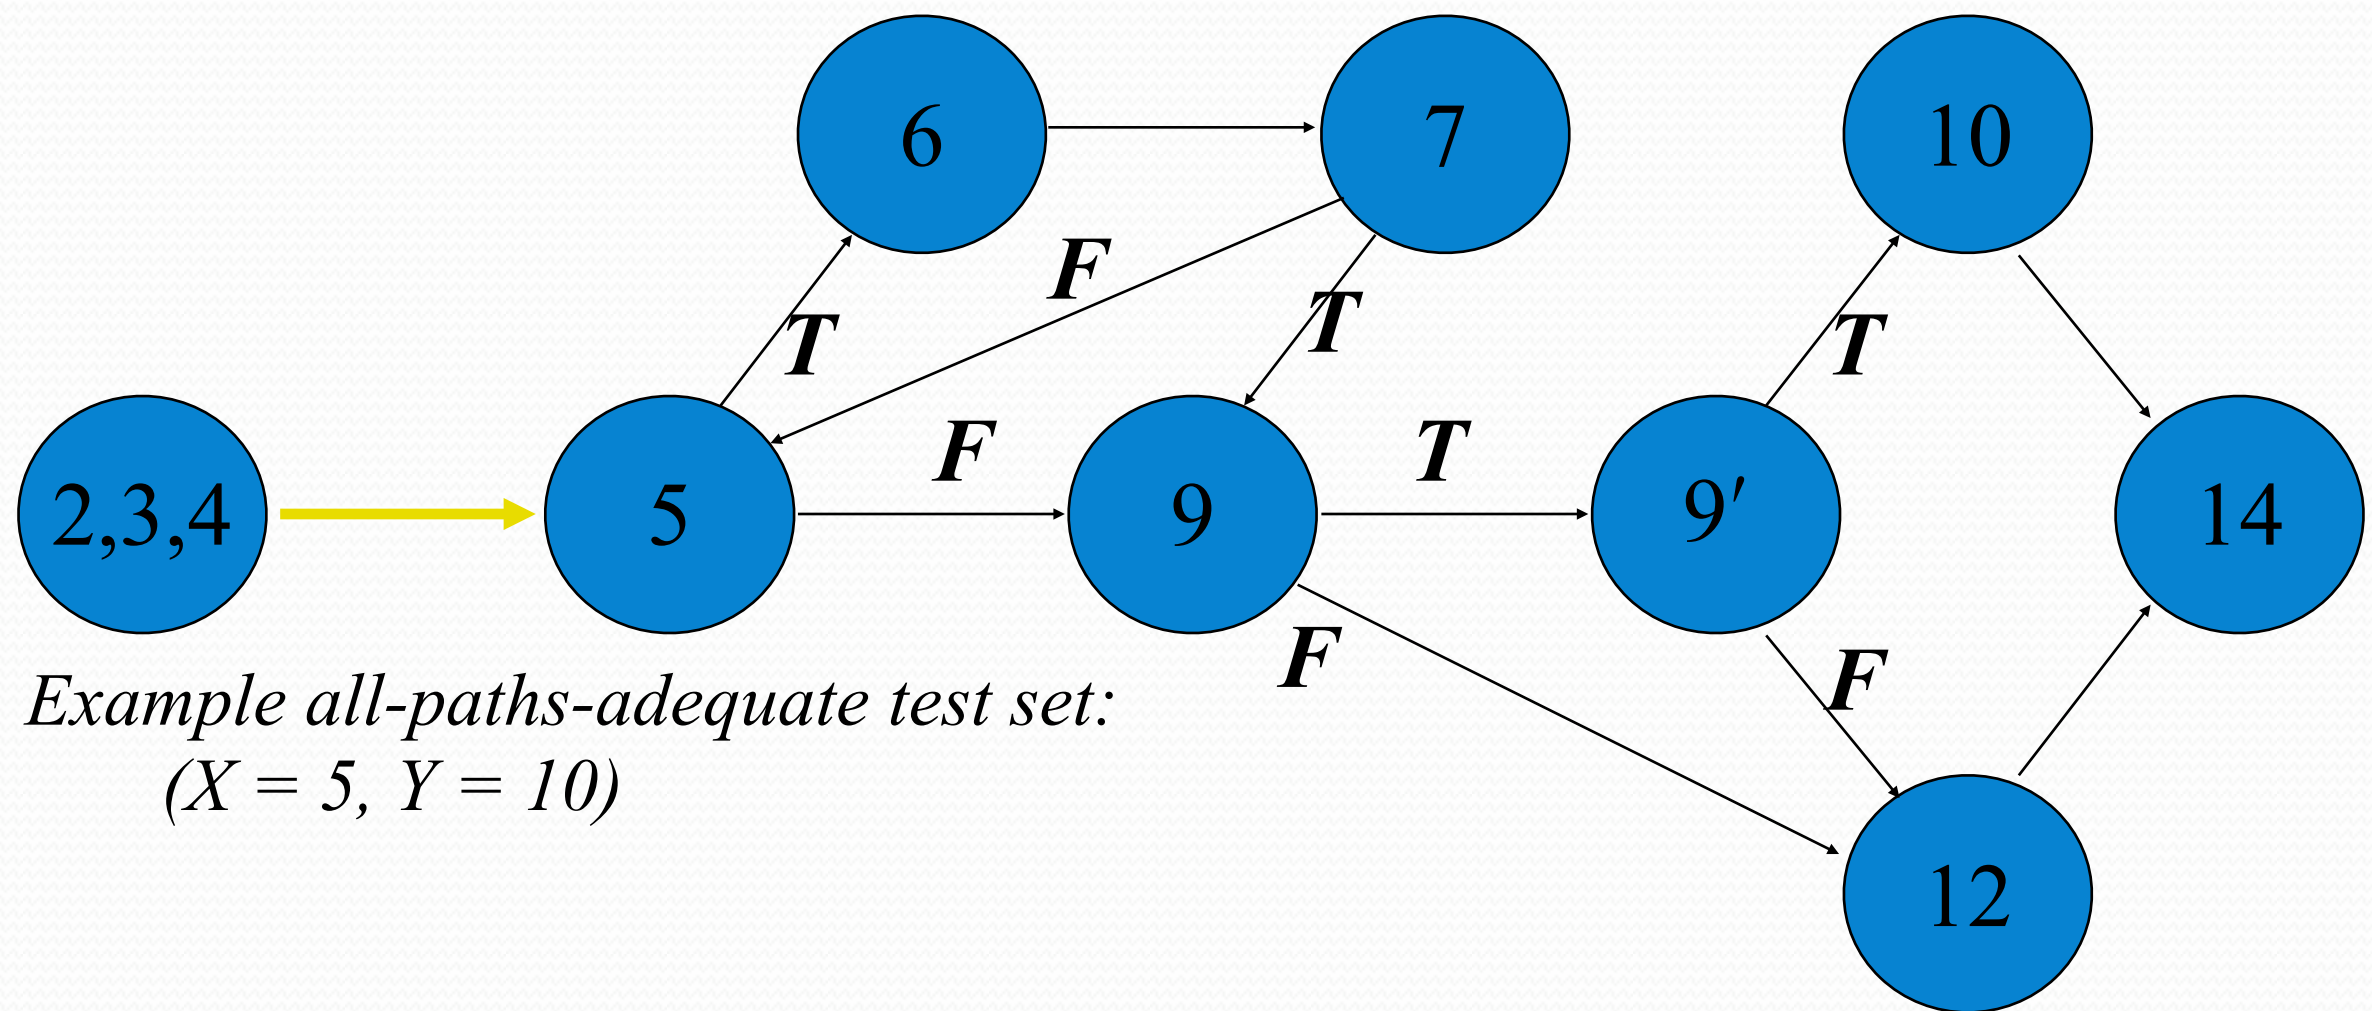 6
7
10
F
T
T
T
F
T
2,3,4
5
9
9′
14
F
F
Example all-paths-adequate test set:
(X = 5, Y = 10)
12